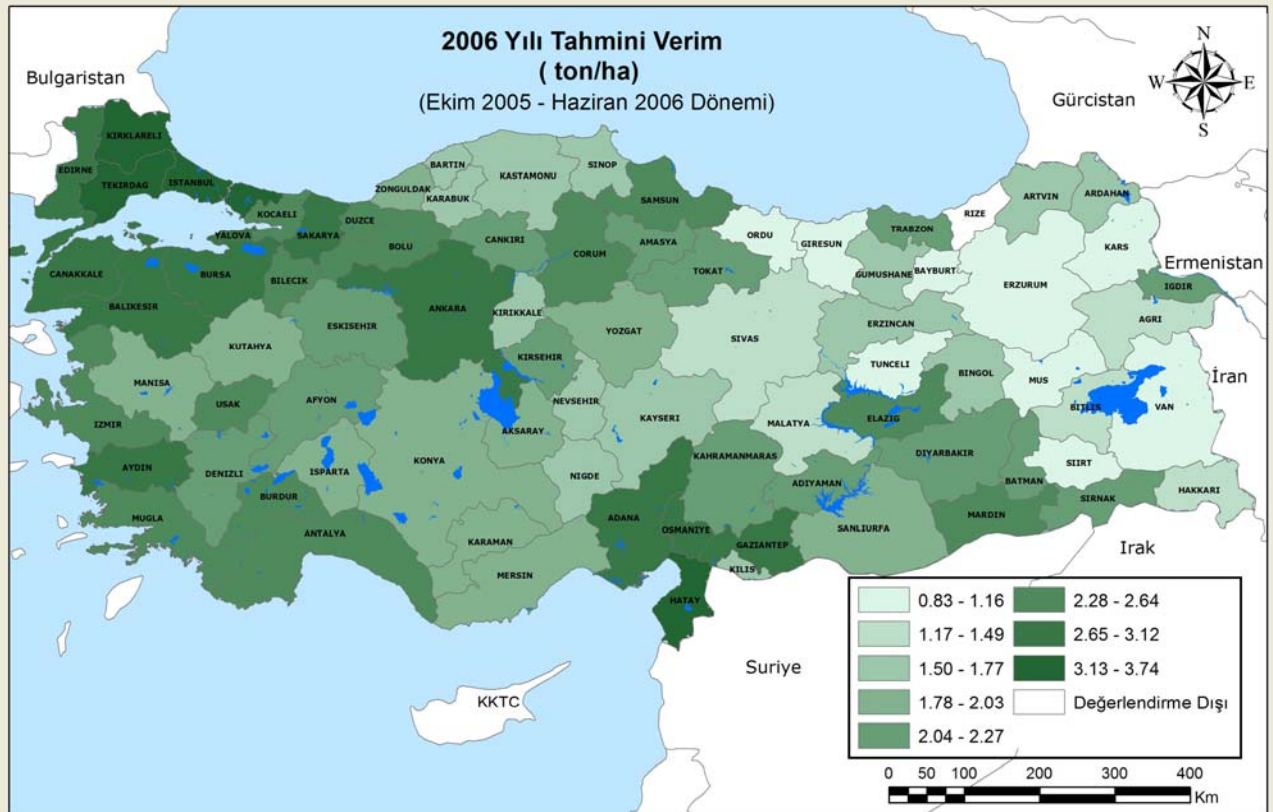 2006 Yılı Tahmini Verim
( ton/ha)
(Ekim 2005 - Haziran 2006 Dönemi)
N
W
E
S
Bulgaristan
Gürcistan
Ermenistan
İran
Irak
Suriye
KKTC
KIRKLARELI
EDIRNE
TEKIRDAG
ISTANBUL
KOCAELI
YALOVA
SAKARYA
DUZCE
ZONGULDAK
BARTIN
KARABUK
KASTAMONU
SINOP
SAMSUN
ORDU
GIRESUN
TRABZON
RIZE
ARTVIN
ARDAHAN
KARS
IGDIR
AGRI
ERZURUM
BAYBURT
GUMUSHANE
BOLU
CANKIRI
CORUM
AMASYA
TOKAT
CANAKKALE
BURSA
BALIKESIR
BILECIK
ESKISEHIR
ANKARA
KIRIKKALE
YOZGAT
SIVAS
ERZINCAN
TUNCELI
BINGOL
MUS
BITLIS
VAN
KUTAHYA
MANISA
USAK
AFYON
KIRSEHIR
NEVSEHIR
KAYSERI
MALATYA
ELAZIG
DIYARBAKIR
SIIRT
HAKKARI
SIRNAK
BATMAN
MARDIN
IZMIR
AYDIN
DENIZLI
ISPARTA
BURDUR
KONYA
AKSARAY
NIGDE
KAHRAMANMARAS
ADIYAMAN
SANLIURFA
MUGLA
ANTALYA
KARAMAN
MERSIN
ADANA
OSMANIYE
GAZIANTEP
KILIS
HATAY
0.83 - 1.16
1.17 - 1.49
1.50 - 1.77
1.78 - 2.03
2.04 - 2.27
2.28 - 2.64
2.65 - 3.12
3.13 - 3.74
Değerlendirme Dışı
0 50 100 200 300 400
Km